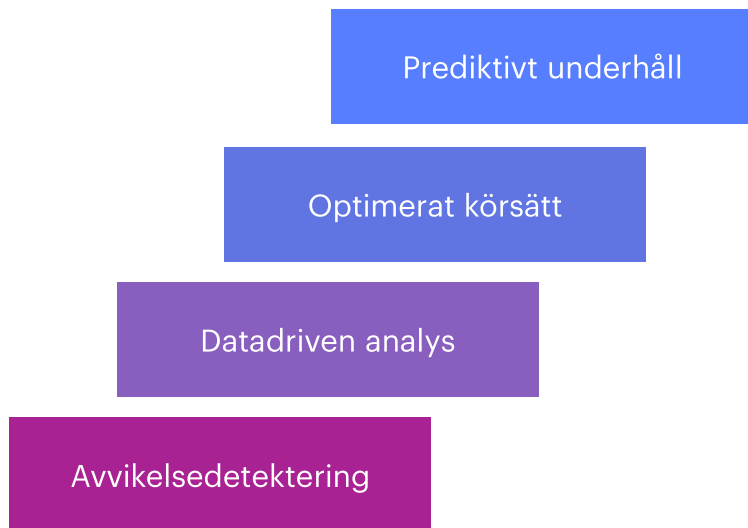 Prediktivt underhåll
Optimerat körsätt
Datadriven analys
Avvikelsedetektering